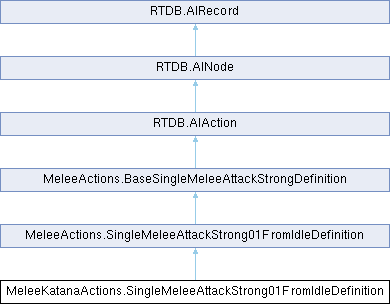 RTDB.AIRecord
RTDB.AINode
RTDB.AIAction
MeleeActions.BaseSingleMeleeAttackStrongDefinition
MeleeActions.SingleMeleeAttackStrong01FromIdleDefinition
MeleeKatanaActions.SingleMeleeAttackStrong01FromIdleDefinition